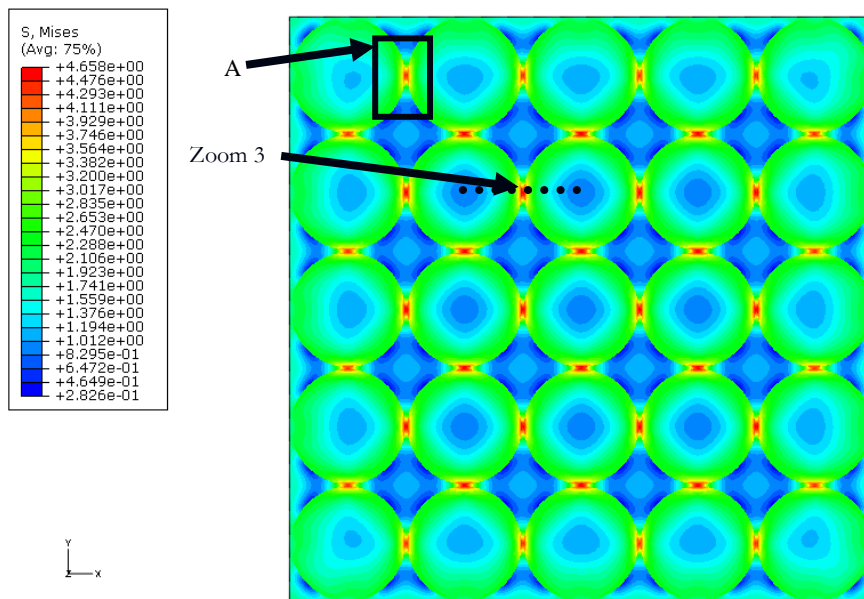 S, Mises
(Avg: 75%)
+4.658e+00
+4.476e+00
+4.293e+00
+4.111e+00
+3.929e+00
+3.746e+00
+3.564e+00
+3.382e+00
+3.200e+00
+3.017e+00
+2.835e+00
+2.653e+00
+2.470e+00
+2.288e+00
+2.106e+00
+1.923e+00
+1.741e+00
+1.559e+00
+1.376e+00
+1.194e+00
+1.012e+00
+8.295e-01
+6.472e-01
+4.649e-01
+2.826e-01
A
Zoom 3
Y
Z X